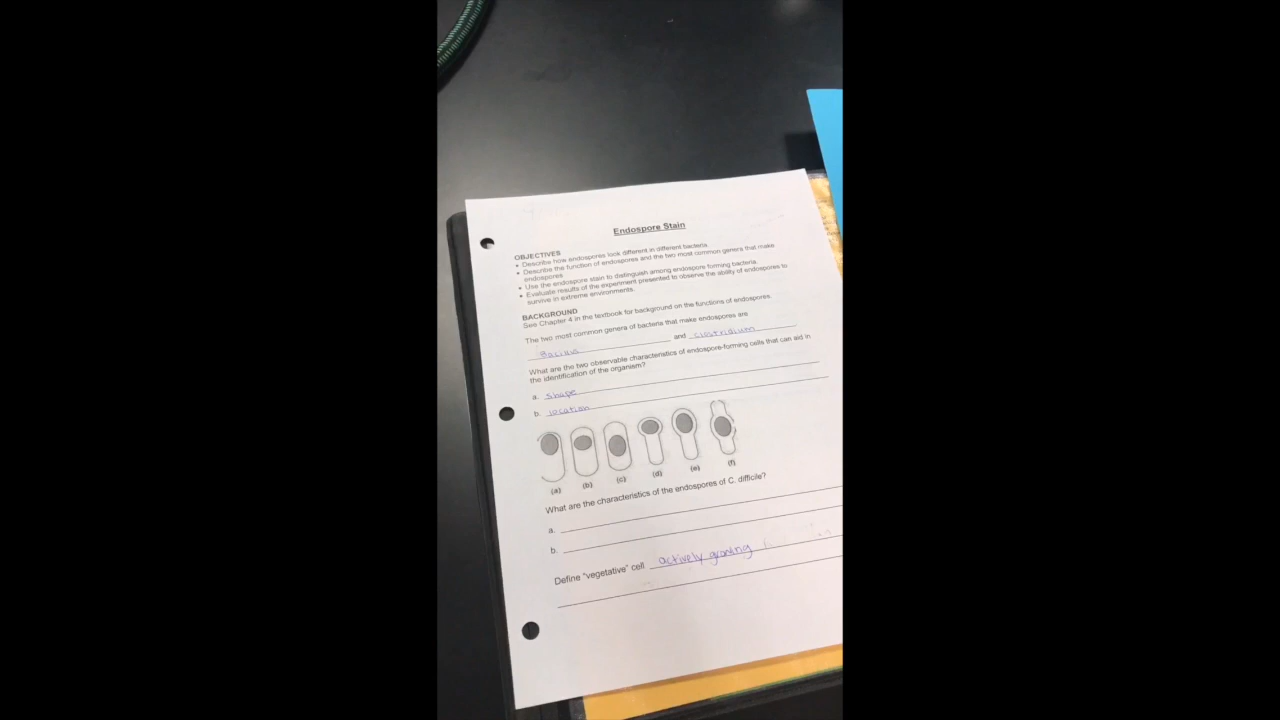 Endospore Stain
OBJECTIVES
• Describe how endospores look different in different bacteria.
• Describe the function of endospores and the two most common genera that make
endospores
• Use the endospore stain to distinguish among endospore forming bacteria.
• Evaluate results of the experiment presented to observe the ability of endospores to
survive in extreme environments.
BACKGROUND
See Chapter 4 in the textbook for background on the functions of endospores.
The two most common genera of bacteria that make endospores are
Bacillus and clostridium
What are the two observable characteristics of endospore-forming cells that can aid in
the identification of the organism?
a. shape
b. location
(a) (b) (c) (d) (e) (f)
What are the characteristics of the endospores of C. difficile?
a.
b.
Define "vegetative" cell actively growing